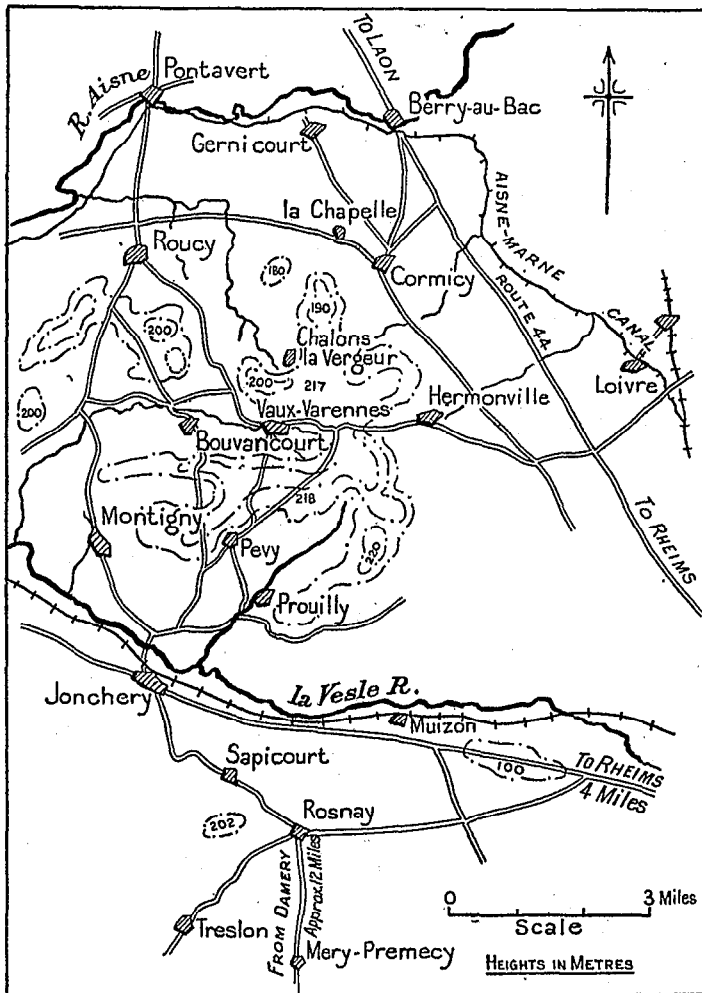 TO LAON
R. Aisne
Pontavert
Berry-au-Bac
Gernicourt
AISNE-MARNE
CANAL
la Chapelle
Roucy
Cormicy
180
190
ROUTE 44
200
Chalons
la Vergeur
200
217
200
Hermonville
Loivre
Vaux-Varennes
Bouvancourt
218
Montigny
Pevy
220
TO RHEIMS
Prouilly
Jonchery
la Vesle R.
Muizon
Sapicourt
100
TO RHEIMS
4 Miles
202
Rosnay
FROM DAMERY
Approx. 12 Miles
Treslon
Mery-Premecy
0 3 Miles
Scale
HEIGHTS IN METRES